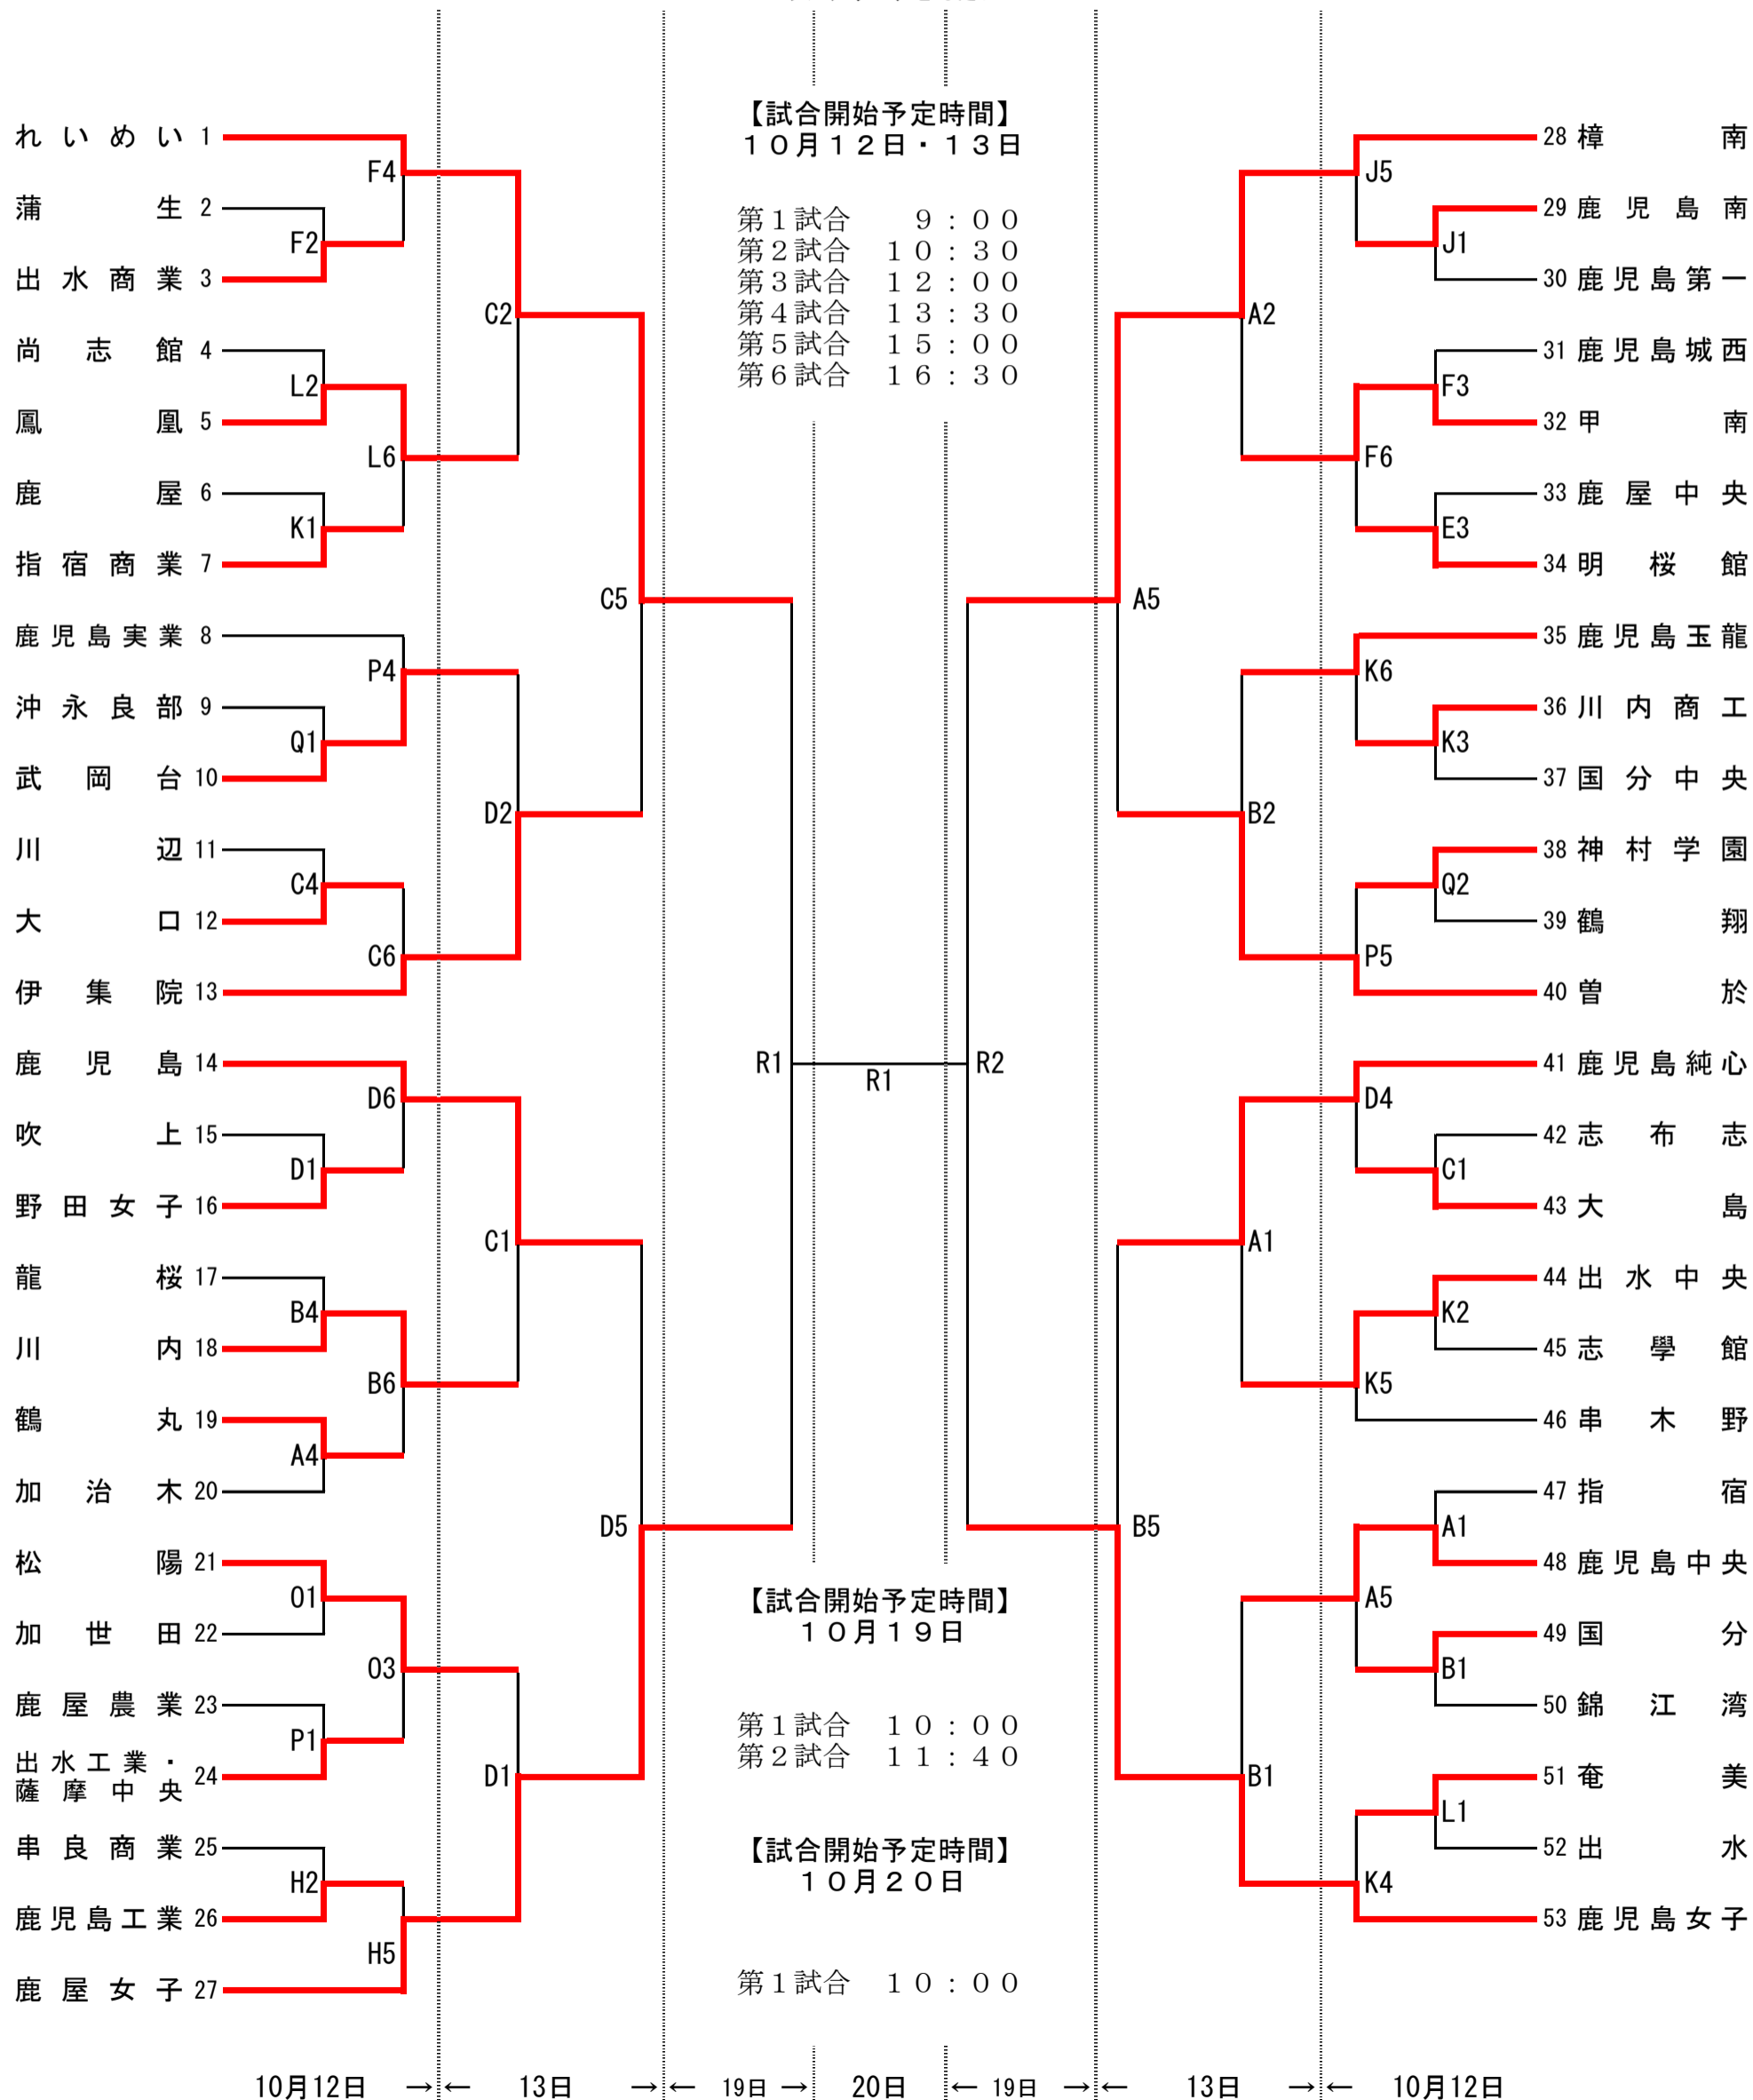 【試合開始予定時間】
１０月１２日・１３日
第１試合 ９：００
第２試合 １０：３０
第３試合 １２：００
第４試合 １３：３０
第５試合 １５：００
第６試合 １６：３０
れいめい 1
蒲生 2
出水商業 3
尚志館 4
鳳凰 5
鹿屋 6
指宿商業 7
鹿児島実業 8
沖永良部 9
武岡台 10
川辺 11
大口 12
伊集院 13
鹿児島 14
吹上 15
野田女子 16
龍桜 17
川内 18
鶴丸 19
加治木 20
松陽 21
加世田 22
鹿屋農業 23
出水工業・
薩摩中央 24
串良商業 25
鹿児島工業 26
鹿屋女子 27
F4
F2
L2
L6
K1
P4
Q1
C4
C6
D6
D1
B4
B6
A4
O1
O3
P1
H2
H5
C2
D2
C1
D1
C5
D5
R1
R1
R2
A5
B5
A2
B2
A1
B1
J5
J1
F3
F6
E3
K6
K3
Q2
P5
D4
C1
K2
K5
A1
A5
B1
L1
K4
28 樟南
29 鹿児島南
30 鹿児島第一
31 鹿児島城西
32 甲南
33 鹿屋中央
34 明桜館
35 鹿児島玉龍
36 川内商工
37 国分中央
38 神村学園
39 鶴翔
40 曽於
41 鹿児島純心
42 志布志
43 大島
44 出水中央
45 志學館
46 串木野
47 指宿
48 鹿児島中央
49 国分
50 錦江湾
51 奄美
52 出水
53 鹿児島女子
【試合開始予定時間】
１０月１９日
第１試合 １０：００
第２試合 １１：４０
【試合開始予定時間】
１０月２０日
第１試合 １０：００
10月12日 →← 13日 →← 19日 → 20日 ← 19日 →← 13日 →← 10月12日